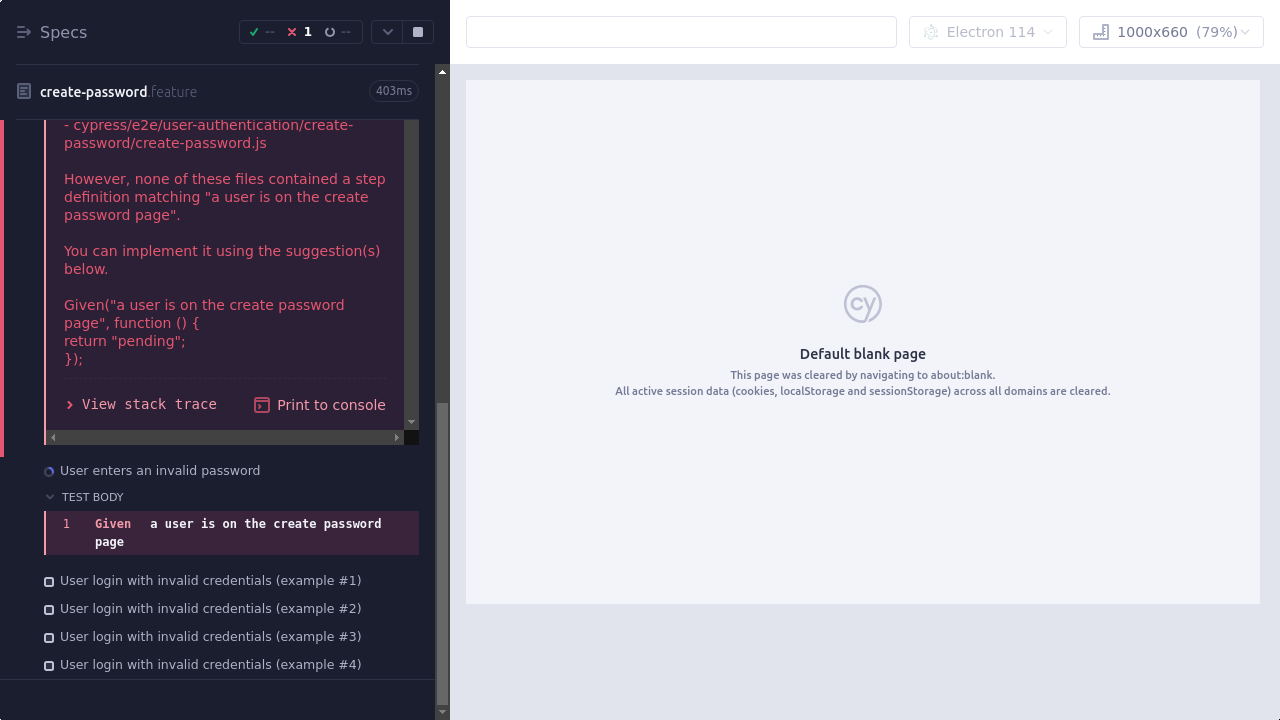 Specs
--
1
--
Electron 114
1000x660 (79%)
create-password.feature
403ms
- cypress/e2e/user-authentication/create-
password/create-password.js
However, none of these files contained a step
definition matching "a user is on the create
password page".
You can implement it using the suggestion(s)
below.
Given("a user is on the create password
page", function () {
return "pending";
});
View stack trace
Print to console
User enters an invalid password
TEST BODY
1 Given a user is on the create password
page
User login with invalid credentials (example #1)
User login with invalid credentials (example #2)
User login with invalid credentials (example #3)
User login with invalid credentials (example #4)
cy
Default blank page
This page was cleared by navigating to about:blank.
All active session data (cookies, localStorage and sessionStorage) across all domains are cleared.